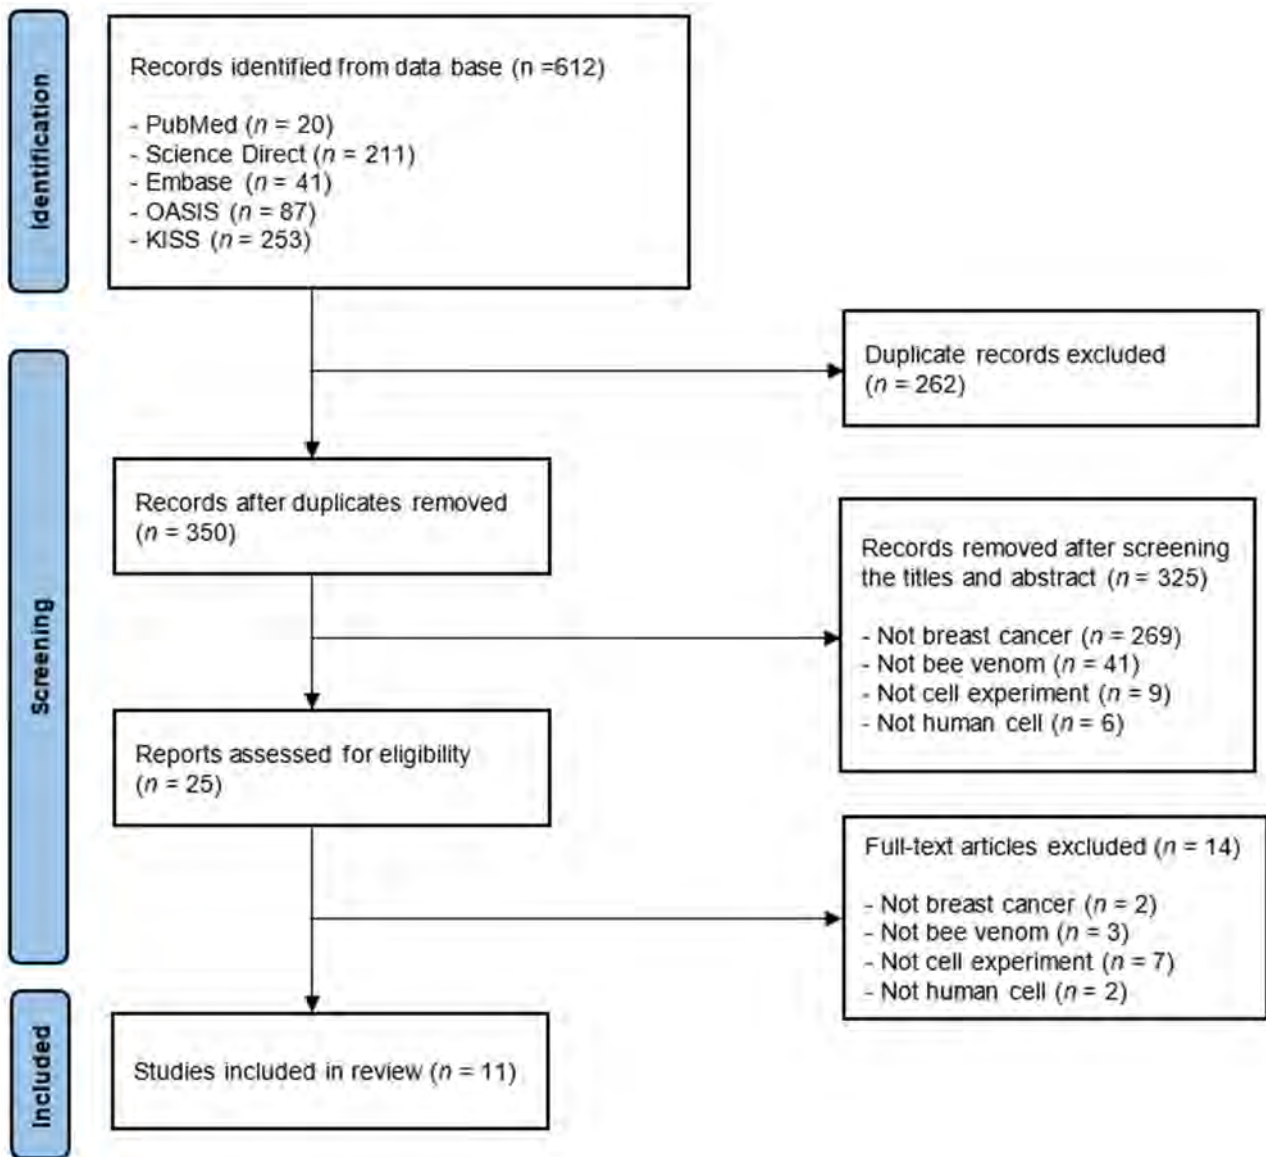 Identification
Records identified from data base (n =612)
- PubMed (n = 20)
- Science Direct (n = 211)
- Embase (n = 41)
- OASIS (n = 87)
- KISS (n = 253)
Duplicate records excluded
(n = 262)
Screening
Records after duplicates removed
(n = 350)
Records removed after screening
the titles and abstract (n = 325)
- Not breast cancer (n = 269)
- Not bee venom (n = 41)
- Not cell experiment (n = 9)
- Not human cell (n = 6)
Reports assessed for eligibility
(n = 25)
Full-text articles excluded (n = 14)
- Not breast cancer (n = 2)
- Not bee venom (n = 3)
- Not cell experiment (n = 7)
- Not human cell (n = 2)
Included
Studies included in review (n = 11)